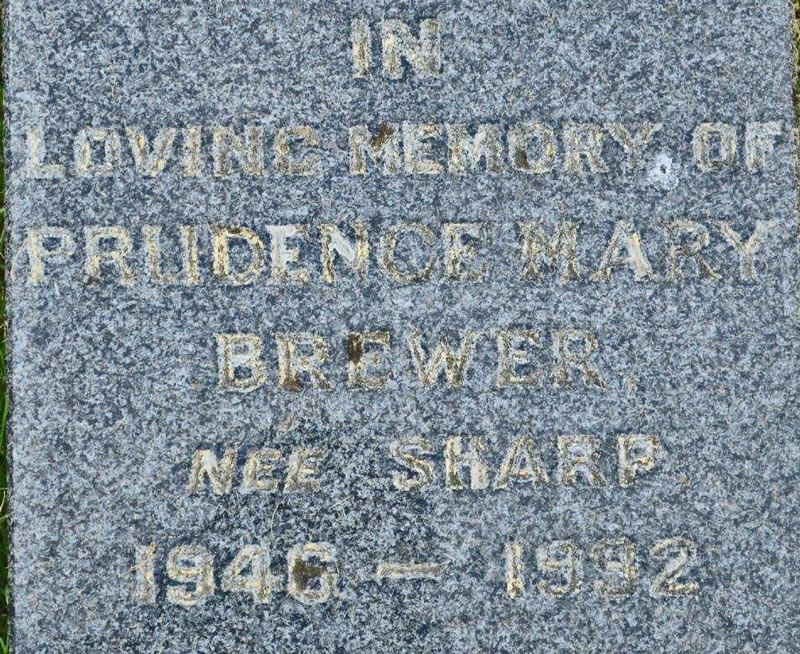 IN
LOVING MEMORY OF
PRUDENCE MARY
BREWER,
NEE SHARP.
1946 — 1992